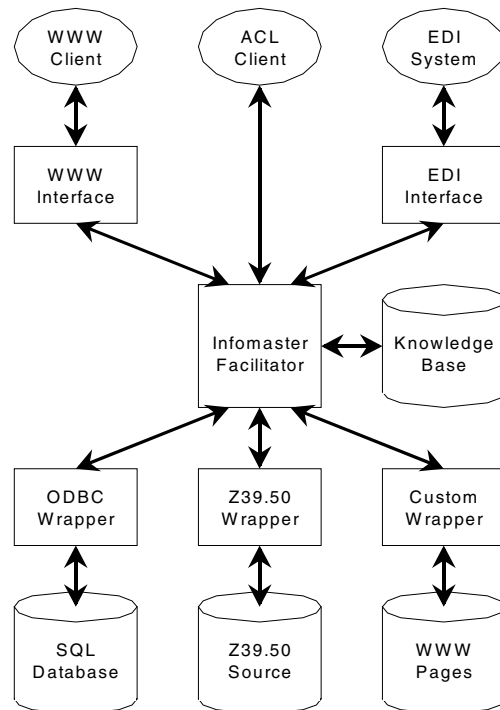 WWW
Client
ACL
Client
EDI
System
WWW
Interface
EDI
Interface
Infomaster
Facilitator
Knowledge
Base
ODBC
Wrapper
Z39.50
Wrapper
Custom
Wrapper
SQL
Database
Z39.50
Source
WWW
Pages